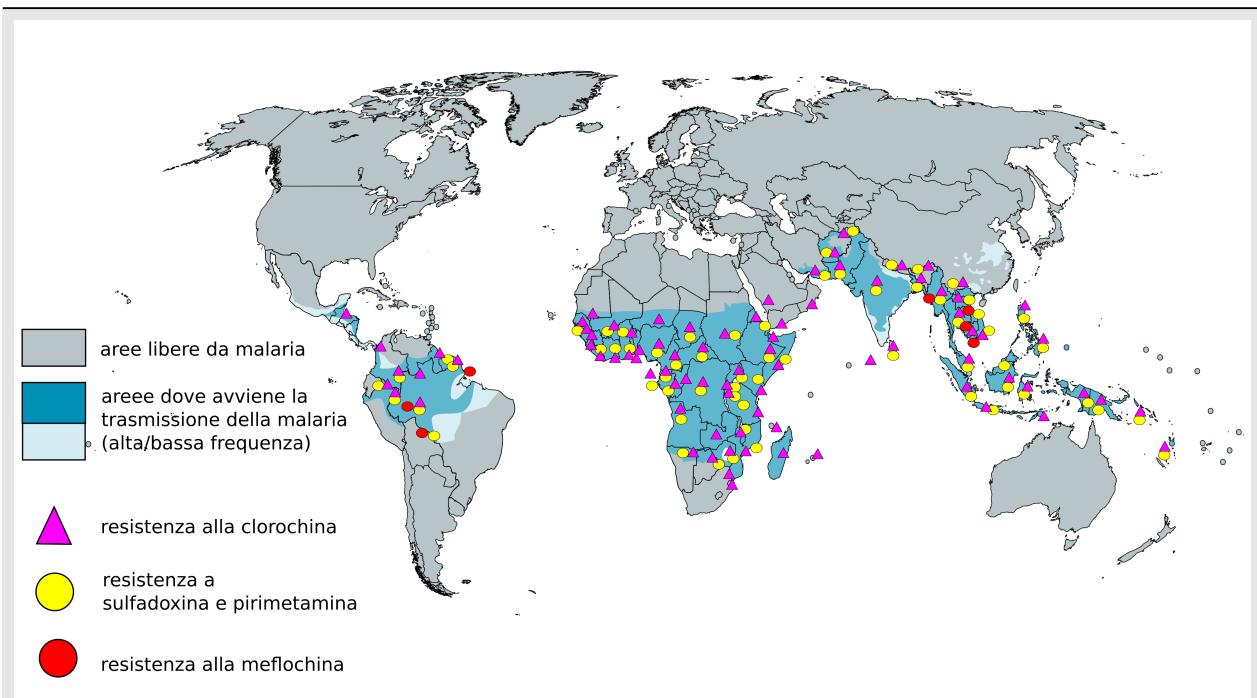 aree libere da malaria
areee dove avviene la
trasmissione della malaria
(alta/bassa frequenza)
resistenza alla clorochina
resistenza a
sulfadoxina e pirimetamina
resistenza alla meflochina